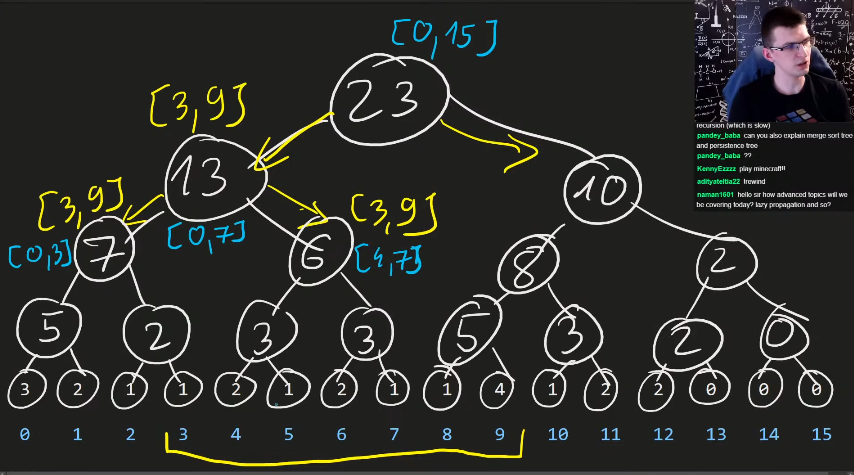 [0,15]
23
[3,9]
13
10
[3,9]
[3,9]
[0,3]
7
[0,7]
6
[4,7]
8
2
5
2
3
3
5
3
2
0
3 2 1 1 2 1 2 1 1 4 1 2 2 0 0 0
0 1 2 3 4 5 6 7 8 9 10 11 12 13 14 15
recursion (which is slow)
pandey_baba: can you also explain merge sort tree
and persistence tree
pandey_baba: ??
KennyEzzzz: play minecraft!!!
adityateltia22: !rewind
naman1601: hello sr how advanced topics will we
be covering today? lazy propagation and so?